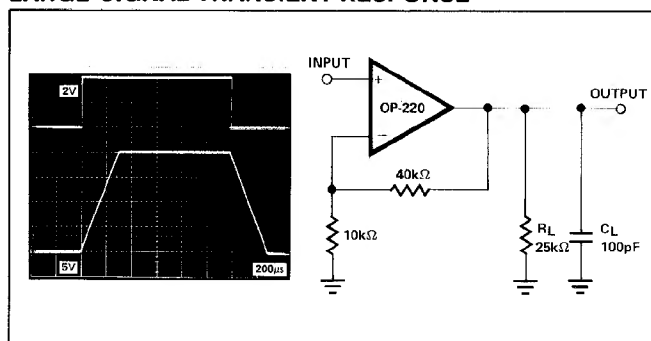 LARGE-SIGNAL TRANSIENT RESPONSE
2V
5V
200μs
INPUT
+
OP-220
−
OUTPUT
40kΩ
10kΩ
RL
25kΩ
CL
100pF